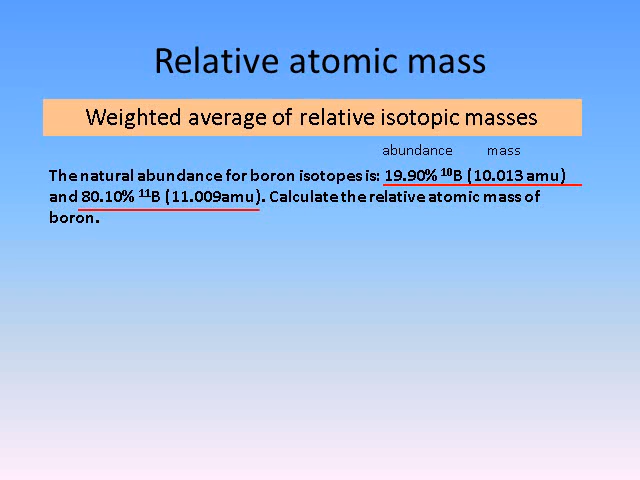 Relative atomic mass
Weighted average of relative isotopic masses
abundance mass
The natural abundance for boron isotopes is: 19.90% ¹⁰B (10.013 amu)
and 80.10% ¹¹B (11.009amu). Calculate the relative atomic mass of
boron.